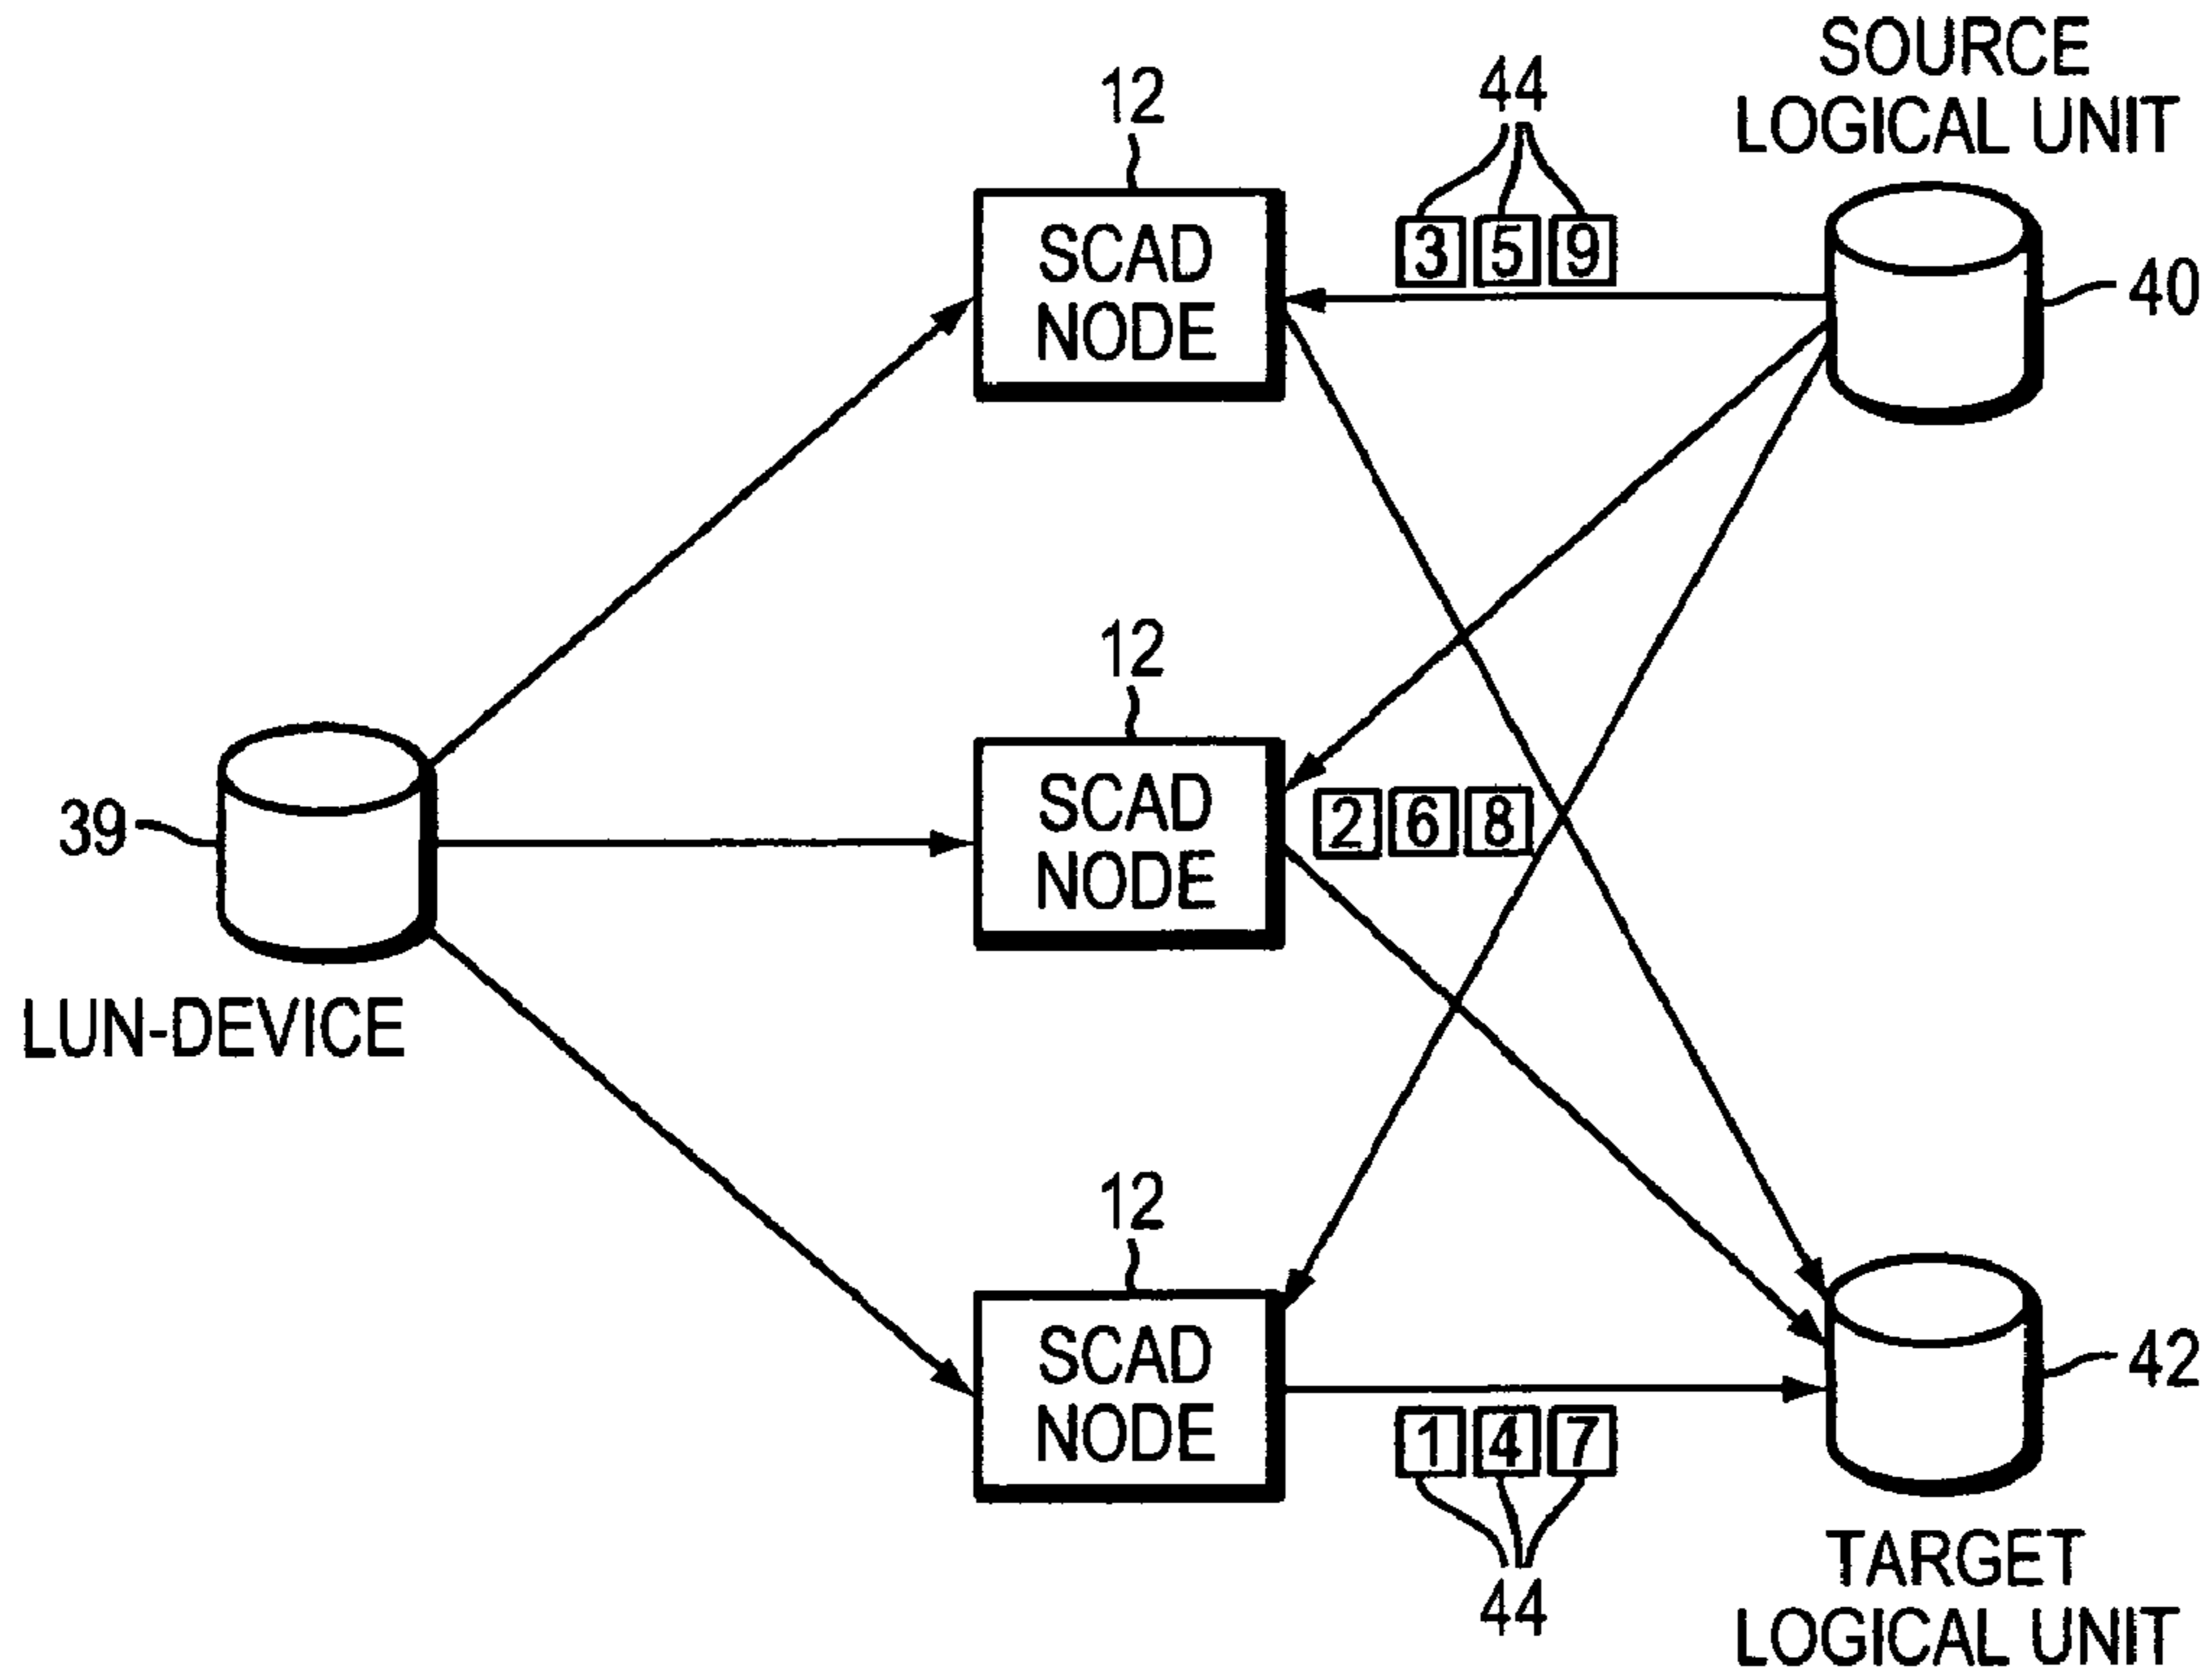 SOURCE
LOGICAL UNIT
44
12
3 5 9
SCAD
NODE
40
12
SCAD
NODE
2 6 8
39
LUN-DEVICE
12
SCAD
NODE
42
1 4 7
44
TARGET
LOGICAL UNIT